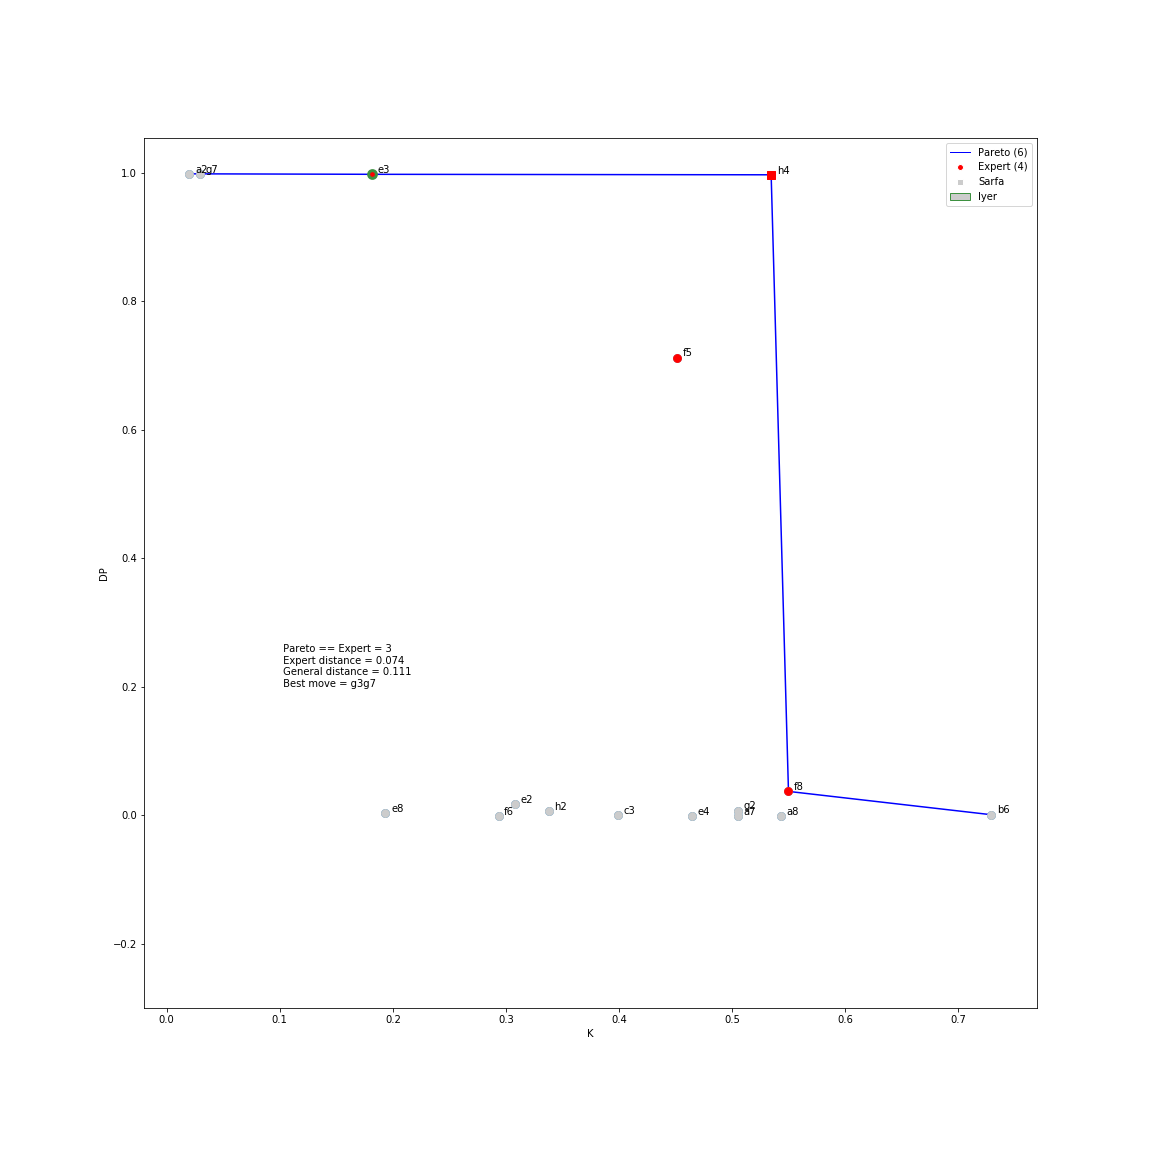 Pareto (6)
Expert (4)
Sarfa
Iyer
1.0
0.8
0.6
0.4
0.2
0.0
−0.2
DP
a2
g7
e3
h4
f5
Pareto == Expert = 3
Expert distance = 0.074
General distance = 0.111
Best move = g3g7
f8
e8
f6
e2
h2
c3
e4
g2
a7
a8
b6
0.0 0.1 0.2 0.3 0.4 0.5 0.6 0.7
K